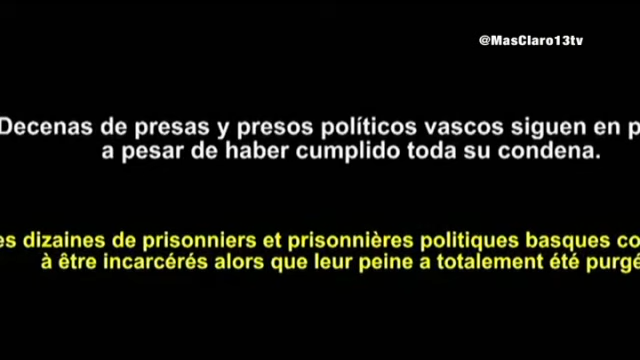 @MasClaro13tv
Decenas de presas y presos políticos vascos siguen en p
a pesar de haber cumplido toda su condena.
es dizaines de prisonniers et prisonnières politiques basques co
à être incarcérés alors que leur peine a totalement été purgé